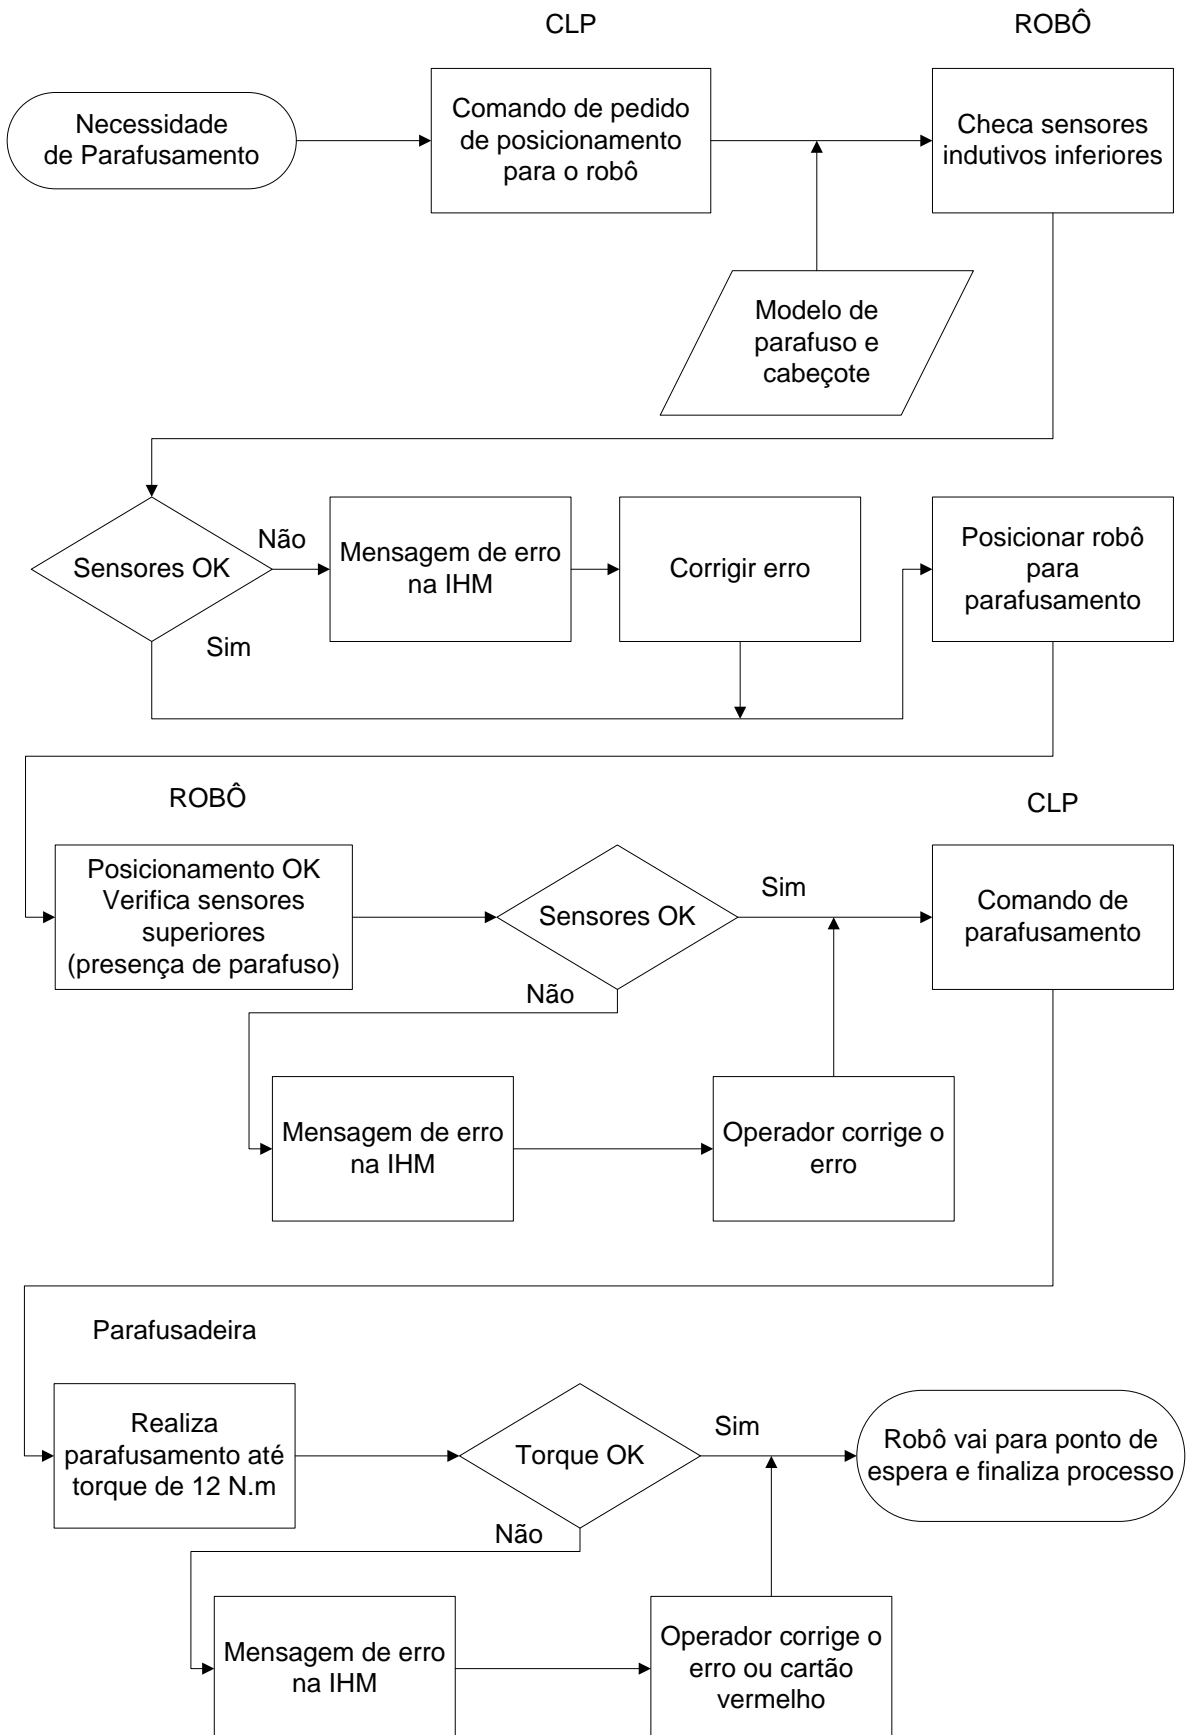 CLP
ROBÔ
Necessidade
de Parafusamento
Comando de pedido
de posicionamento
para o robô
Checa sensores
indutivos inferiores
Modelo de
parafuso e
cabeçote
Sensores OK
Não
Sim
Mensagem de erro
na IHM
Corrigir erro
Posicionar robô
para
parafusamento
ROBÔ
CLP
Posicionamento OK
Verifica sensores
superiores
(presença de parafuso)
Sensores OK
Sim
Não
Comando de
parafusamento
Mensagem de erro
na IHM
Operador corrige o
erro
Parafusadeira
Realiza
parafusamento até
torque de 12 N.m
Torque OK
Sim
Não
Robô vai para ponto de
espera e finaliza processo
Mensagem de erro
na IHM
Operador corrige o
erro ou cartão
vermelho